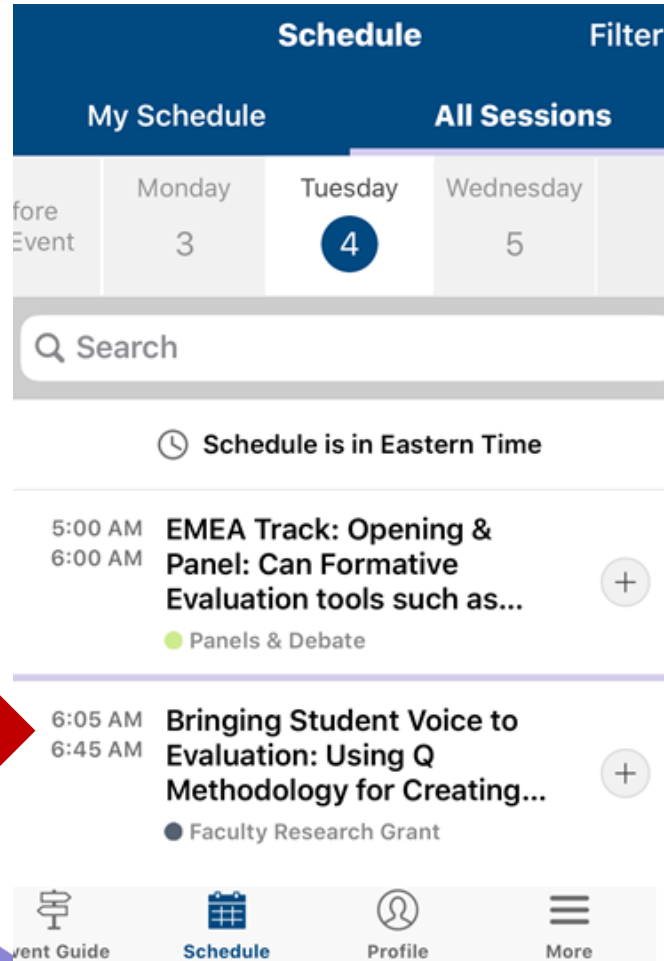 Schedule Filter
My Schedule All Sessions
fore Monday Tuesday Wednesday
Event 3 4 5
Search
Schedule is in Eastern Time
5:00 AM EMEA Track: Opening &
6:00 AM Panel: Can Formative
Evaluation tools such as...
Panels & Debate
6:05 AM Bringing Student Voice to
6:45 AM Evaluation: Using Q
Methodology for Creating...
Faculty Research Grant
vent Guide Schedule Profile More